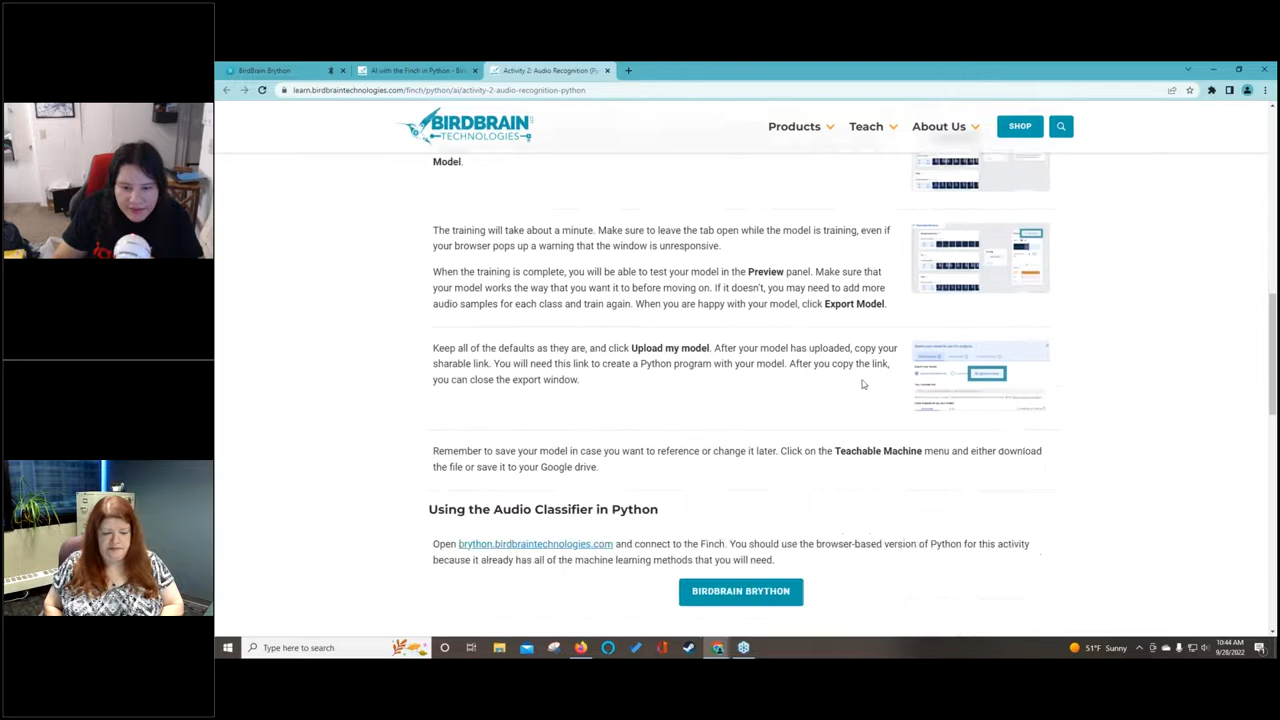 BirdBrain Brython
AI with the Finch in Python - Bir
Activity 2: Audio Recognition (Py
learn.birdbraintechnologies.com/finch/python/ai/activity-2-audio-recognition-python
BIRDBRAIN
TECHNOLOGIES
Products
Teach
About Us
SHOP
Model.
The training will take about a minute. Make sure to leave the tab open while the model is training, even if
your browser pops up a warning that the window is unresponsive.
When the training is complete, you will be able to test your model in the Preview panel. Make sure that
your model works the way that you want it to before moving on. If it doesn't, you may need to add more
audio samples for each class and train again. When you are happy with your model, click Export Model.
Keep all of the defaults as they are, and click Upload my model. After your model has uploaded, copy your
sharable link. You will need this link to create a Python program with your model. After you copy the link,
you can close the export window.
Remember to save your model in case you want to reference or change it later. Click on the Teachable Machine menu and either download
the file or save it to your Google drive.
Using the Audio Classifier in Python
Open brython.birdbraintechnologies.com and connect to the Finch. You should use the browser-based version of Python for this activity
because it already has all of the machine learning methods that you will need.
BIRDBRAIN BRYTHON
Type here to search
51°F Sunny
10:44 AM
9/28/2022